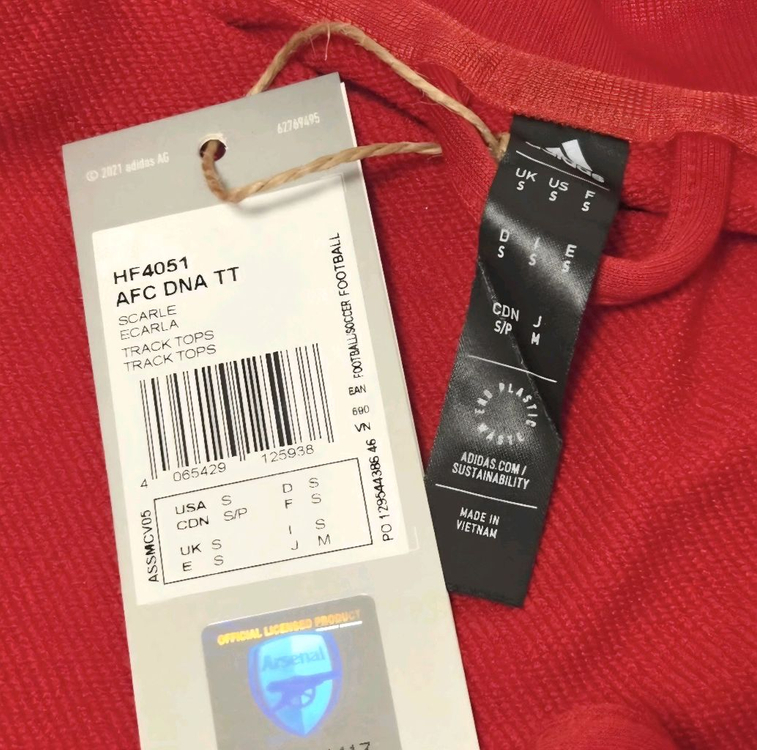 © 2021 adidas AG
62769495
HF4051
AFC DNA TT
SCARLE
ECARLA
TRACK TOPS
TRACK TOPS
FOOTBALL/SOCCER FOOTBALL
EAN
690
VN
PO 129544386 46
4 065429 125938
ASSMCV05
USA S D S
CDN S/P F S
UK S I S
E S J M
OFFICIAL LICENSED PRODUCT
Arsenal
adidas
UK US F
S S S
D I E
S S S
CDN J
S/P M
END PLASTIC WASTE
ADIDAS.COM/
SUSTAINABILITY
MADE IN
VIETNAM